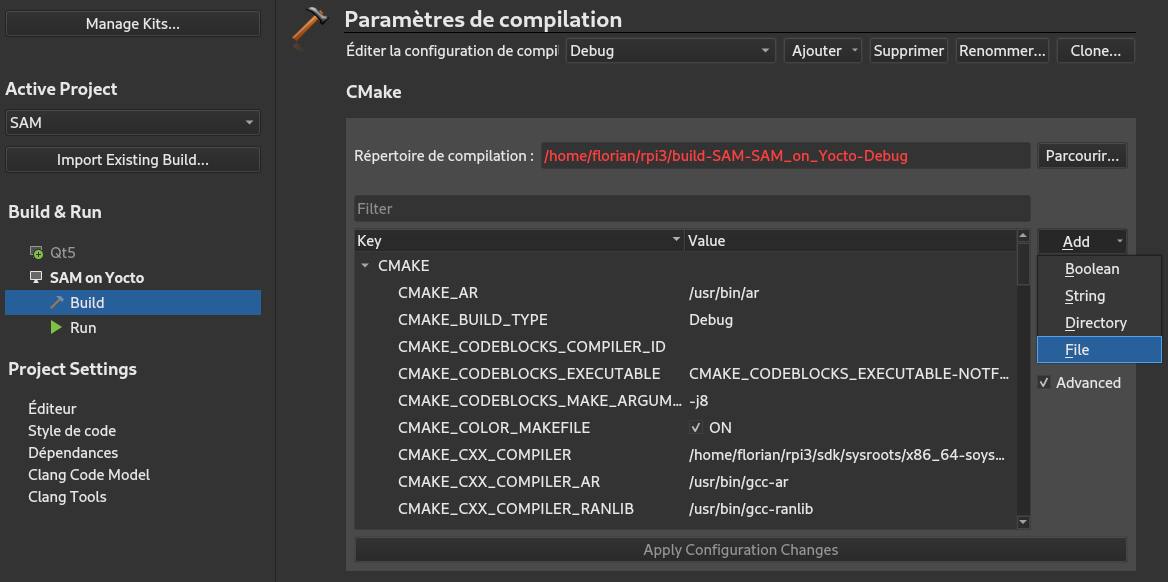 Manage Kits...
Active Project
SAM
Import Existing Build...
Build & Run
Qt5
SAM on Yocto
Build
Run
Project Settings
Éditeur
Style de code
Dépendances
Clang Code Model
Clang Tools
Paramètres de compilation
Éditer la configuration de compil Debug Ajouter Supprimer Renommer... Clone...
CMake
Répertoire de compilation : /home/florian/rpi3/build-SAM-SAM_on_Yocto-Debug Parcourir...
Filter
Key Value
CMAKE
CMAKE_AR /usr/bin/ar
CMAKE_BUILD_TYPE Debug
CMAKE_CODEBLOCKS_COMPILER_ID
CMAKE_CODEBLOCKS_EXECUTABLE CMAKE_CODEBLOCKS_EXECUTABLE-NOTF...
CMAKE_CODEBLOCKS_MAKE_ARGUM... -j8
CMAKE_COLOR_MAKEFILE ON
CMAKE_CXX_COMPILER /home/florian/rpi3/sdk/sysroots/x86_64-soys...
CMAKE_CXX_COMPILER_AR /usr/bin/gcc-ar
CMAKE_CXX_COMPILER_RANLIB /usr/bin/gcc-ranlib
Add
Boolean
String
Directory
File
Advanced
Apply Configuration Changes